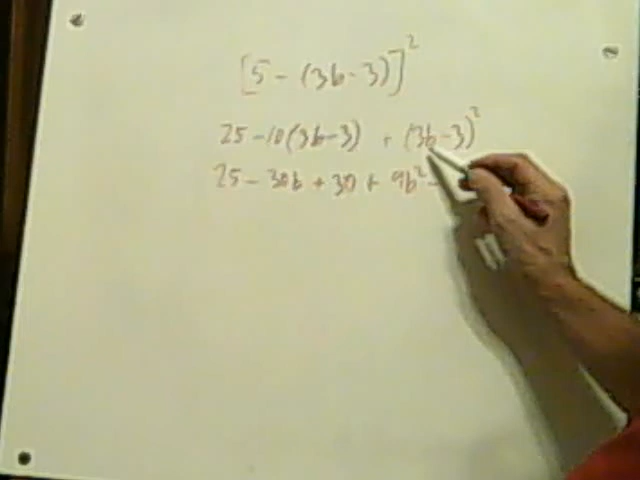 [5 - (3b - 3)]²
25 - 10(3b - 3) + (3b - 3)²
25 - 30b + 30 + 9b² -